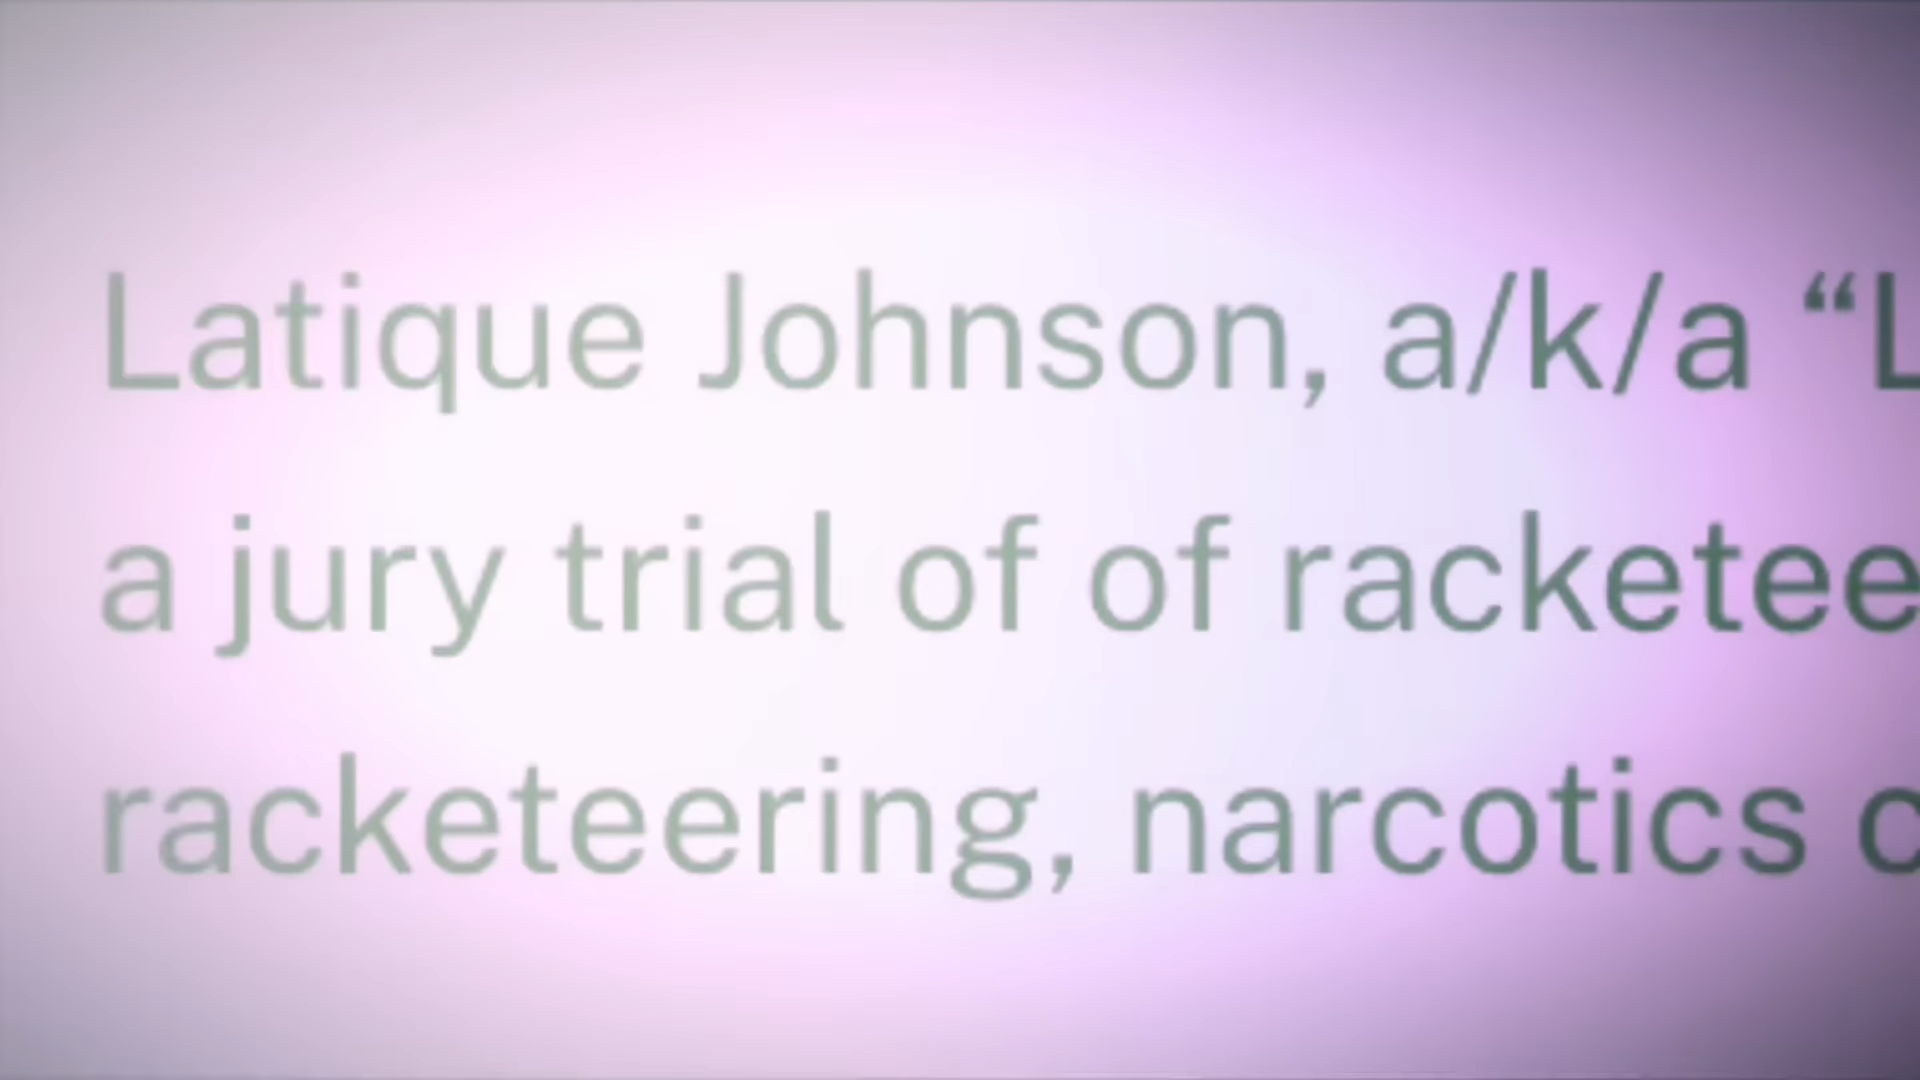 Latique Johnson, a/k/a “L
a jury trial of of racketee
racketeering, narcotics c